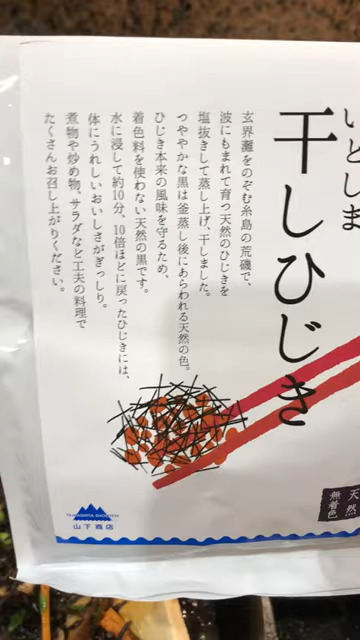 いとしま
干しひじき
玄界灘をのぞむ糸島の荒磯で、
波にもまれて育つ天然のひじきを
塩抜きして蒸し上げ、干しました。
つややかな黒は釜蒸し後にあらわれる天然の色。
ひじき本来の風味を守るため、
着色料を使わない天然の黒です。
水に浸して約10分、10倍ほどに戻ったひじきには、
体にうれしいおいしさがぎっしり。
煮物や炒め物、サラダなど工夫の料理で
たくさんお召し上がりください。
天然
無着色
YAMASHITA SHOUTEN
山下商店